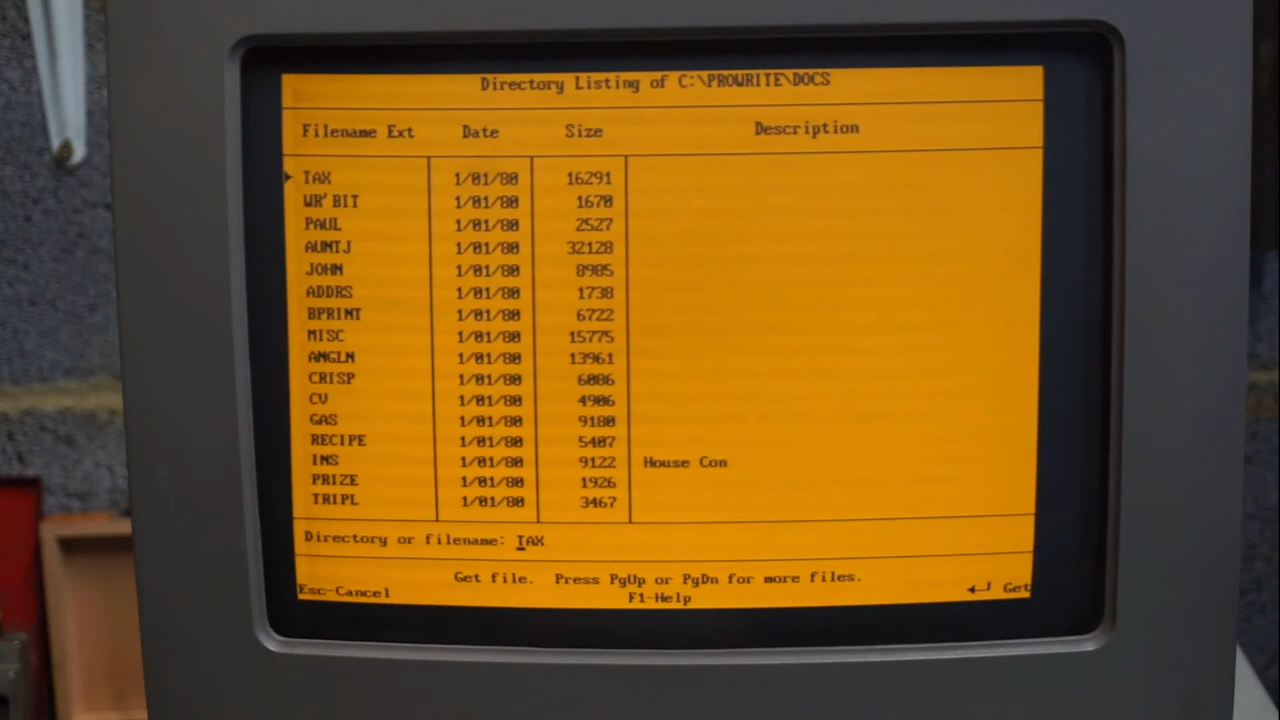 Directory Listing of C:\PROWRITE\DOCS
Filename Ext Date Size Description
TAX 1/01/80 16291
WR'BIT 1/01/80 1670
PAUL 1/01/80 2527
AUNTJ 1/01/80 32128
JOHN 1/01/80 8985
ADDRS 1/01/80 1738
BPRINT 1/01/80 6722
MISC 1/01/80 15775
ANGLN 1/01/80 13961
CRISP 1/01/80 6086
CV 1/01/80 4906
GAS 1/01/80 9180
RECIPE 1/01/80 5407
INS 1/01/80 9122 House Con
PRIZE 1/01/80 1926
TRIPL 1/01/80 3467
Directory or filename: TAX
Get file. Press PgUp or PgDn for more files.
Esc-Cancel F1-Help ↵ Get